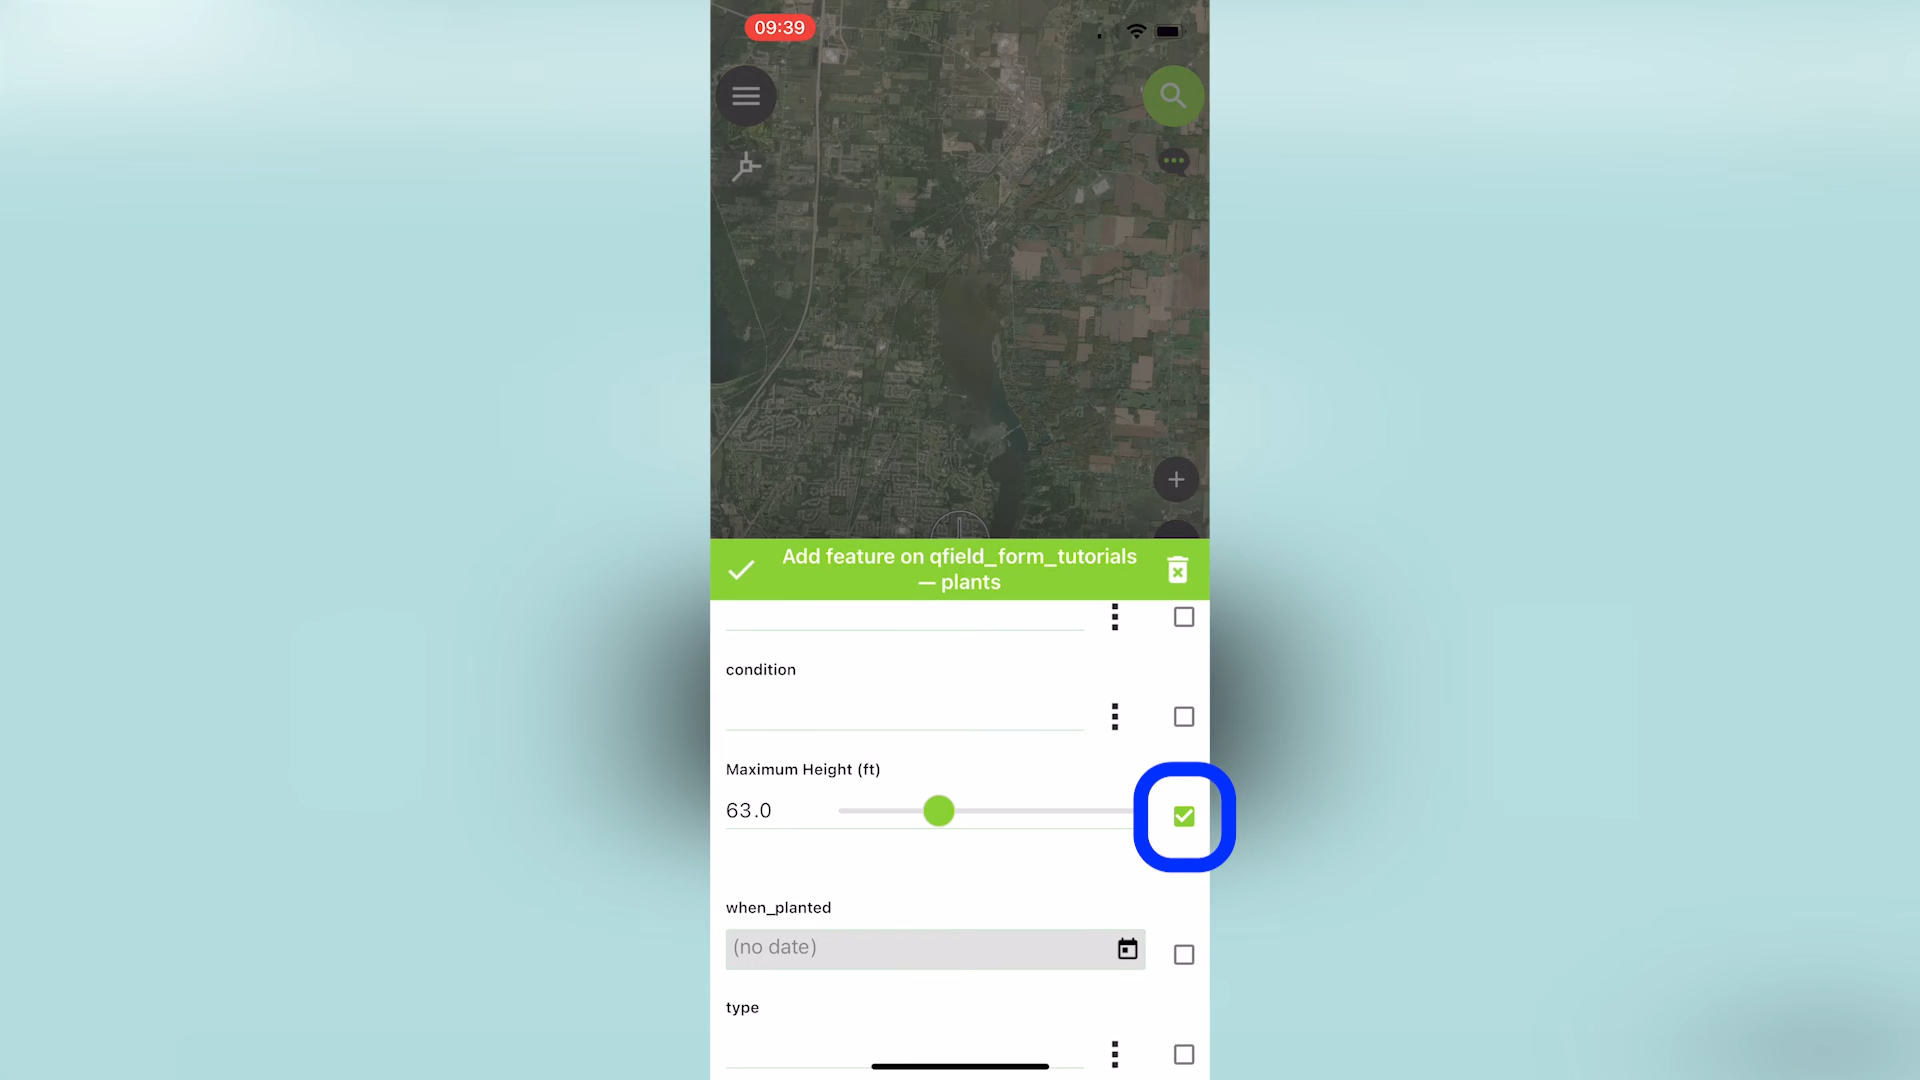 09:39
Add feature on qfield_form_tutorials
— plants
condition
Maximum Height (ft)
63.0
when_planted
(no date)
type